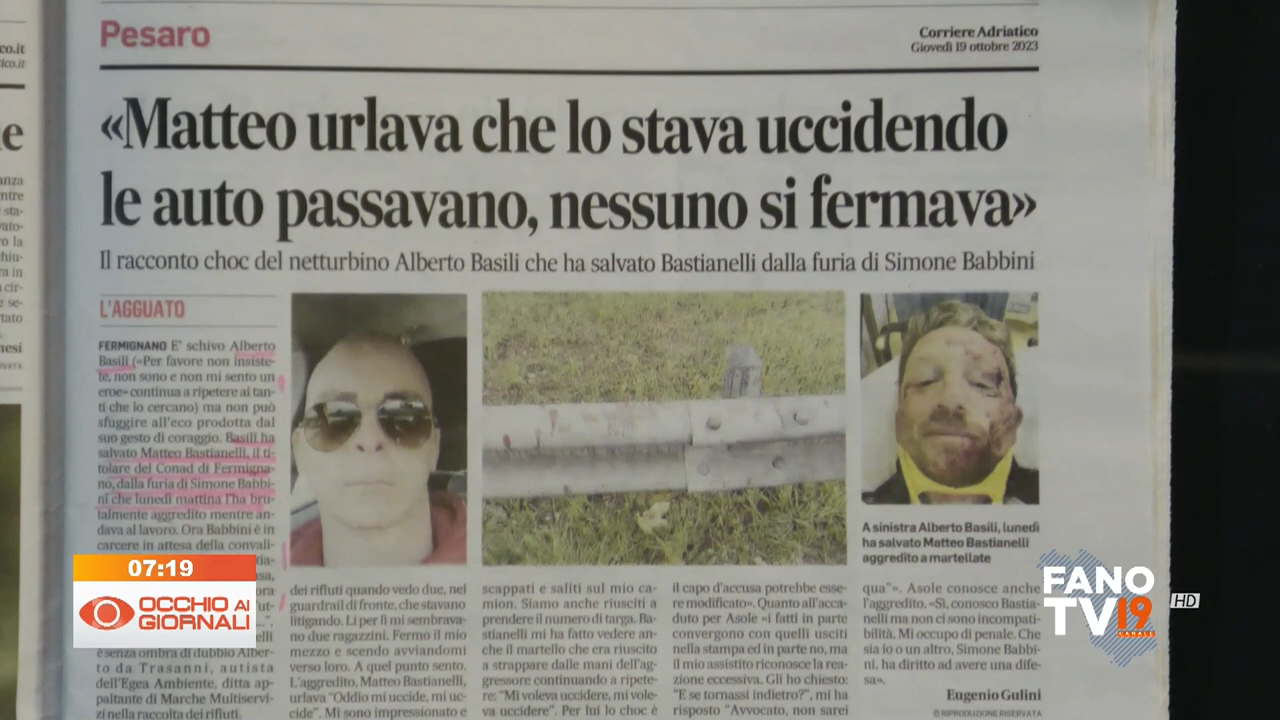 co.it
ico.it
Pesaro
Corriere Adriatico
Giovedì 19 ottobre 2023
«Matteo urlava che lo stava uccidendo
le auto passavano, nessuno si fermava»
Il racconto choc del netturbino Alberto Basili che ha salvato Bastianelli dalla furia di Simone Babbini
L'AGGUATO
FERMIGNANO E' schivo Alberto
Basili («Per favore non insiste-
te, non sono e non mi sento un
eroe» continua a ripetere ai tan-
ti che lo cercano) ma non può
sfuggire all'eco prodotta dal
suo gesto di coraggio. Basili ha
salvato Matteo Bastianelli, il ti-
tolare del Conad di Fermigna-
no, dalla furia di Simone Babbi-
ni che lunedì mattina l'ha bru-
talmente aggredito mentre an-
dava al lavoro. Ora Babbini è in
carcere in attesa della convali-
è senza ombra di dubbio Alber-
to da Trasanni, autista
dell'Egea Ambiente, ditta ap-
paltante di Marche Multiservi-
zi nella raccolta dei rifiuti.
dei rifiuti quando vedo due, nel
guardrail di fronte, che stavano
litigando. Lì per lì mi sembrava-
no due ragazzini. Fermo il mio
mezzo e scendo avvicinandomi
verso loro. A quel punto sento.
L'aggredito, Matteo Bastianelli,
urlava "Oddio mi uccide, mi uc-
cide". Mi sono impressionato e
scappati e saliti sul mio ca-
mion. Siamo anche riusciti a
prendere il numero di targa. Ba-
stianelli mi ha fatto vedere an-
che il martello che era riuscito
a strappare dalle mani dell'ag-
gressore continuando a ripete-
re: "Mi voleva uccidere, mi vole-
va uccidere". Per lui lo choc è
il capo d'accusa potrebbe esse-
re modificato». Quanto all'acca-
duto per Asole «i fatti in parte
convergono con quelli usciti
nella stampa ed in parte no, ma
il mio assistito riconosce la rea-
zione eccessiva. Gli ho chiesto:
"E se tornassi indietro?", mi ha
risposto "Avvocato, non sarei
A sinistra Alberto Basili, lunedì
ha salvato Matteo Bastianelli
aggredito a martellate
qua"». Asole conosce anche
l'aggredito. «Sì, conosco Bastia-
nelli ma non ci sono incompati-
bilità. Mi occupo di penale. Che
sia io o un altro, Simone Babbi-
ni, ha diritto ad avere una dife-
sa».
Eugenio Gulini
© RIPRODUZIONE RISERVATA
07:19
OCCHIO AI
GIORNALI
FANO
TV 19
CANALE
HD